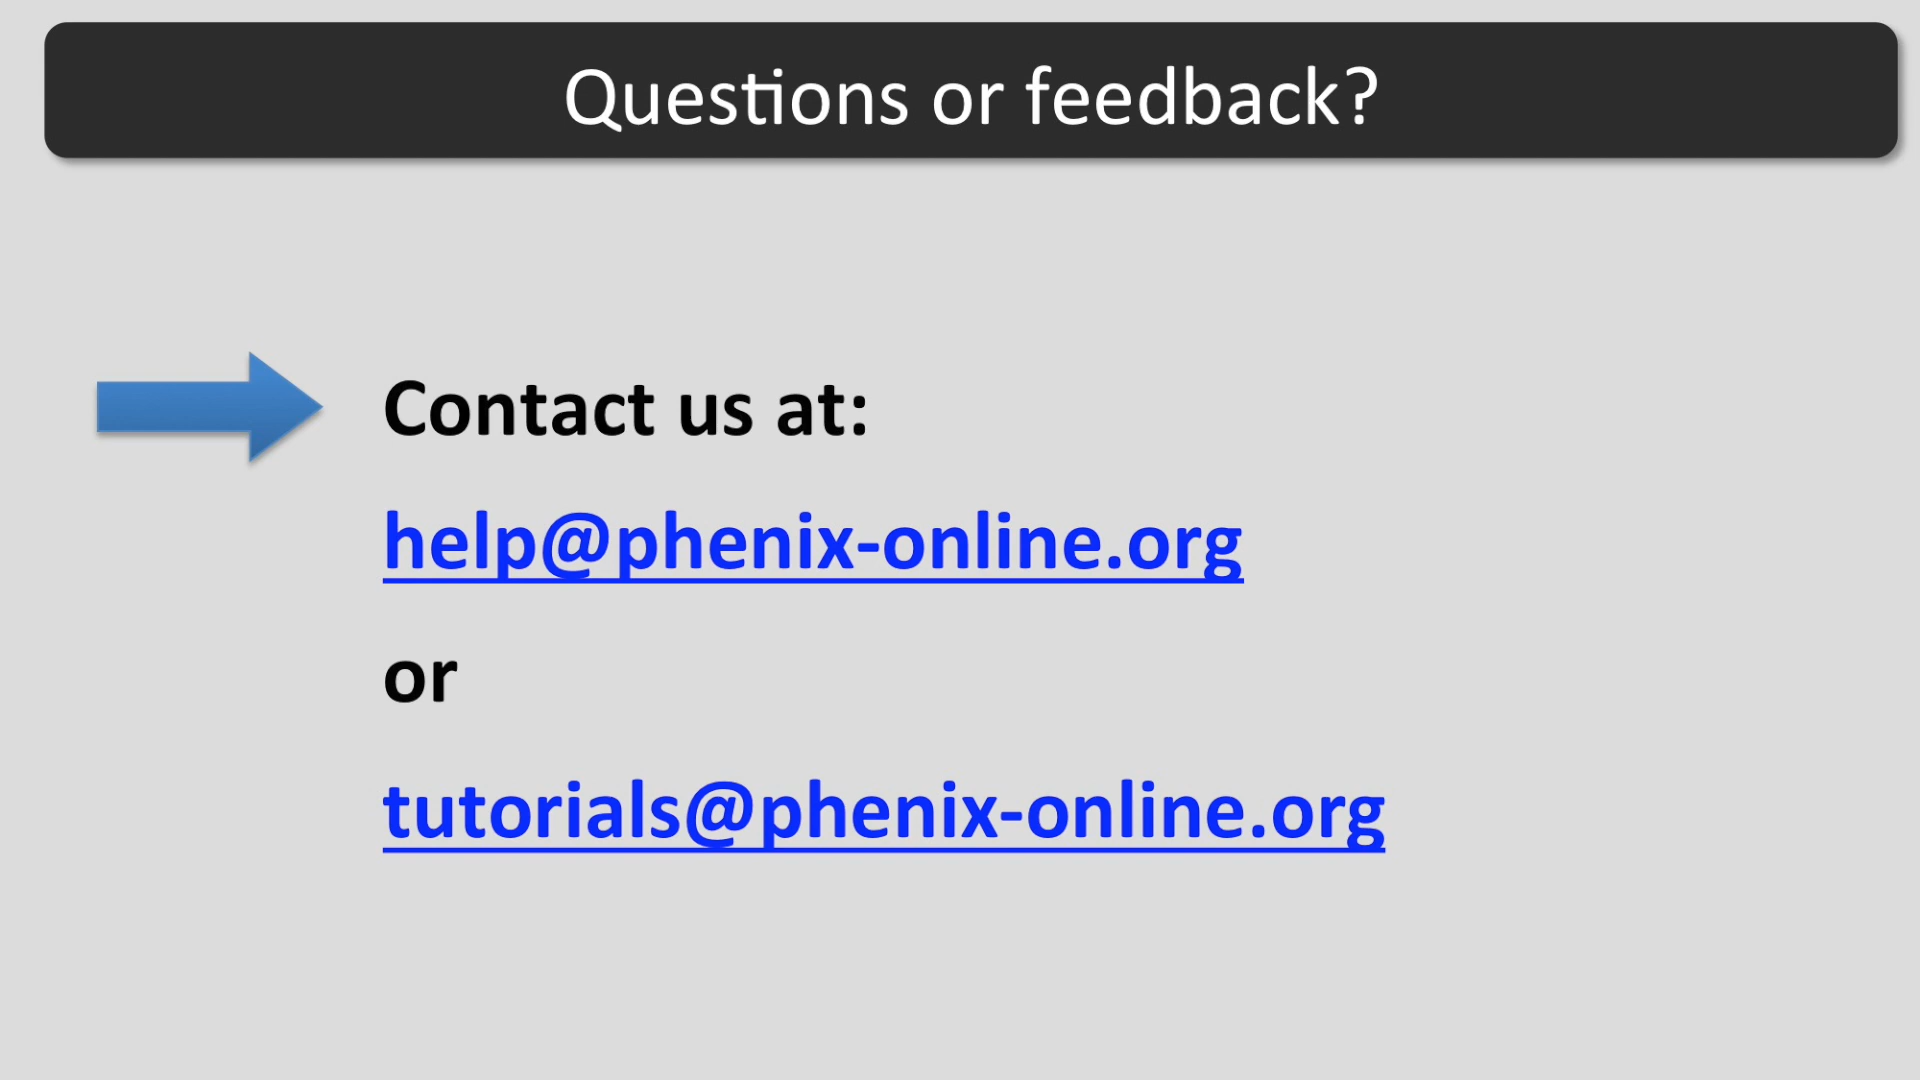 Questions or feedback?
Contact us at:
help@phenix-online.org
or
tutorials@phenix-online.org